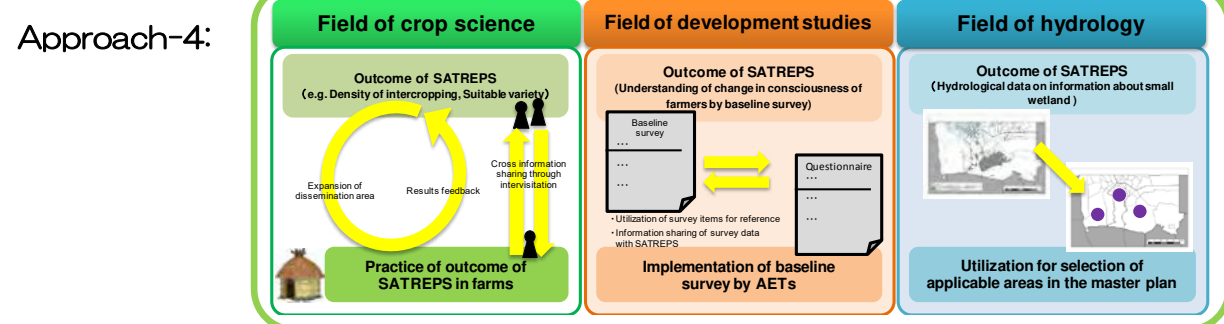 Approach-4:
Field of crop science
Outcome of SATREPS
(e.g. Density of intercropping, Suitable variety)
Expansion of
dissemination area
Results feedback
Cross information
sharing through
intervisitation
Practice of outcome of
SATREPS in farms
Field of development studies
Outcome of SATREPS
(Understanding of change in consciousness of
farmers by baseline survey)
Baseline
survey
…
…
…
Questionnaire
…
…
…
・Utilization of survey items for reference
・Information sharing of survey data
with SATREPS
Implementation of baseline
survey by AETs
Field of hydrology
Outcome of SATREPS
(Hydrological data on information about small
wetland )
Utilization for selection of
applicable areas in the master plan